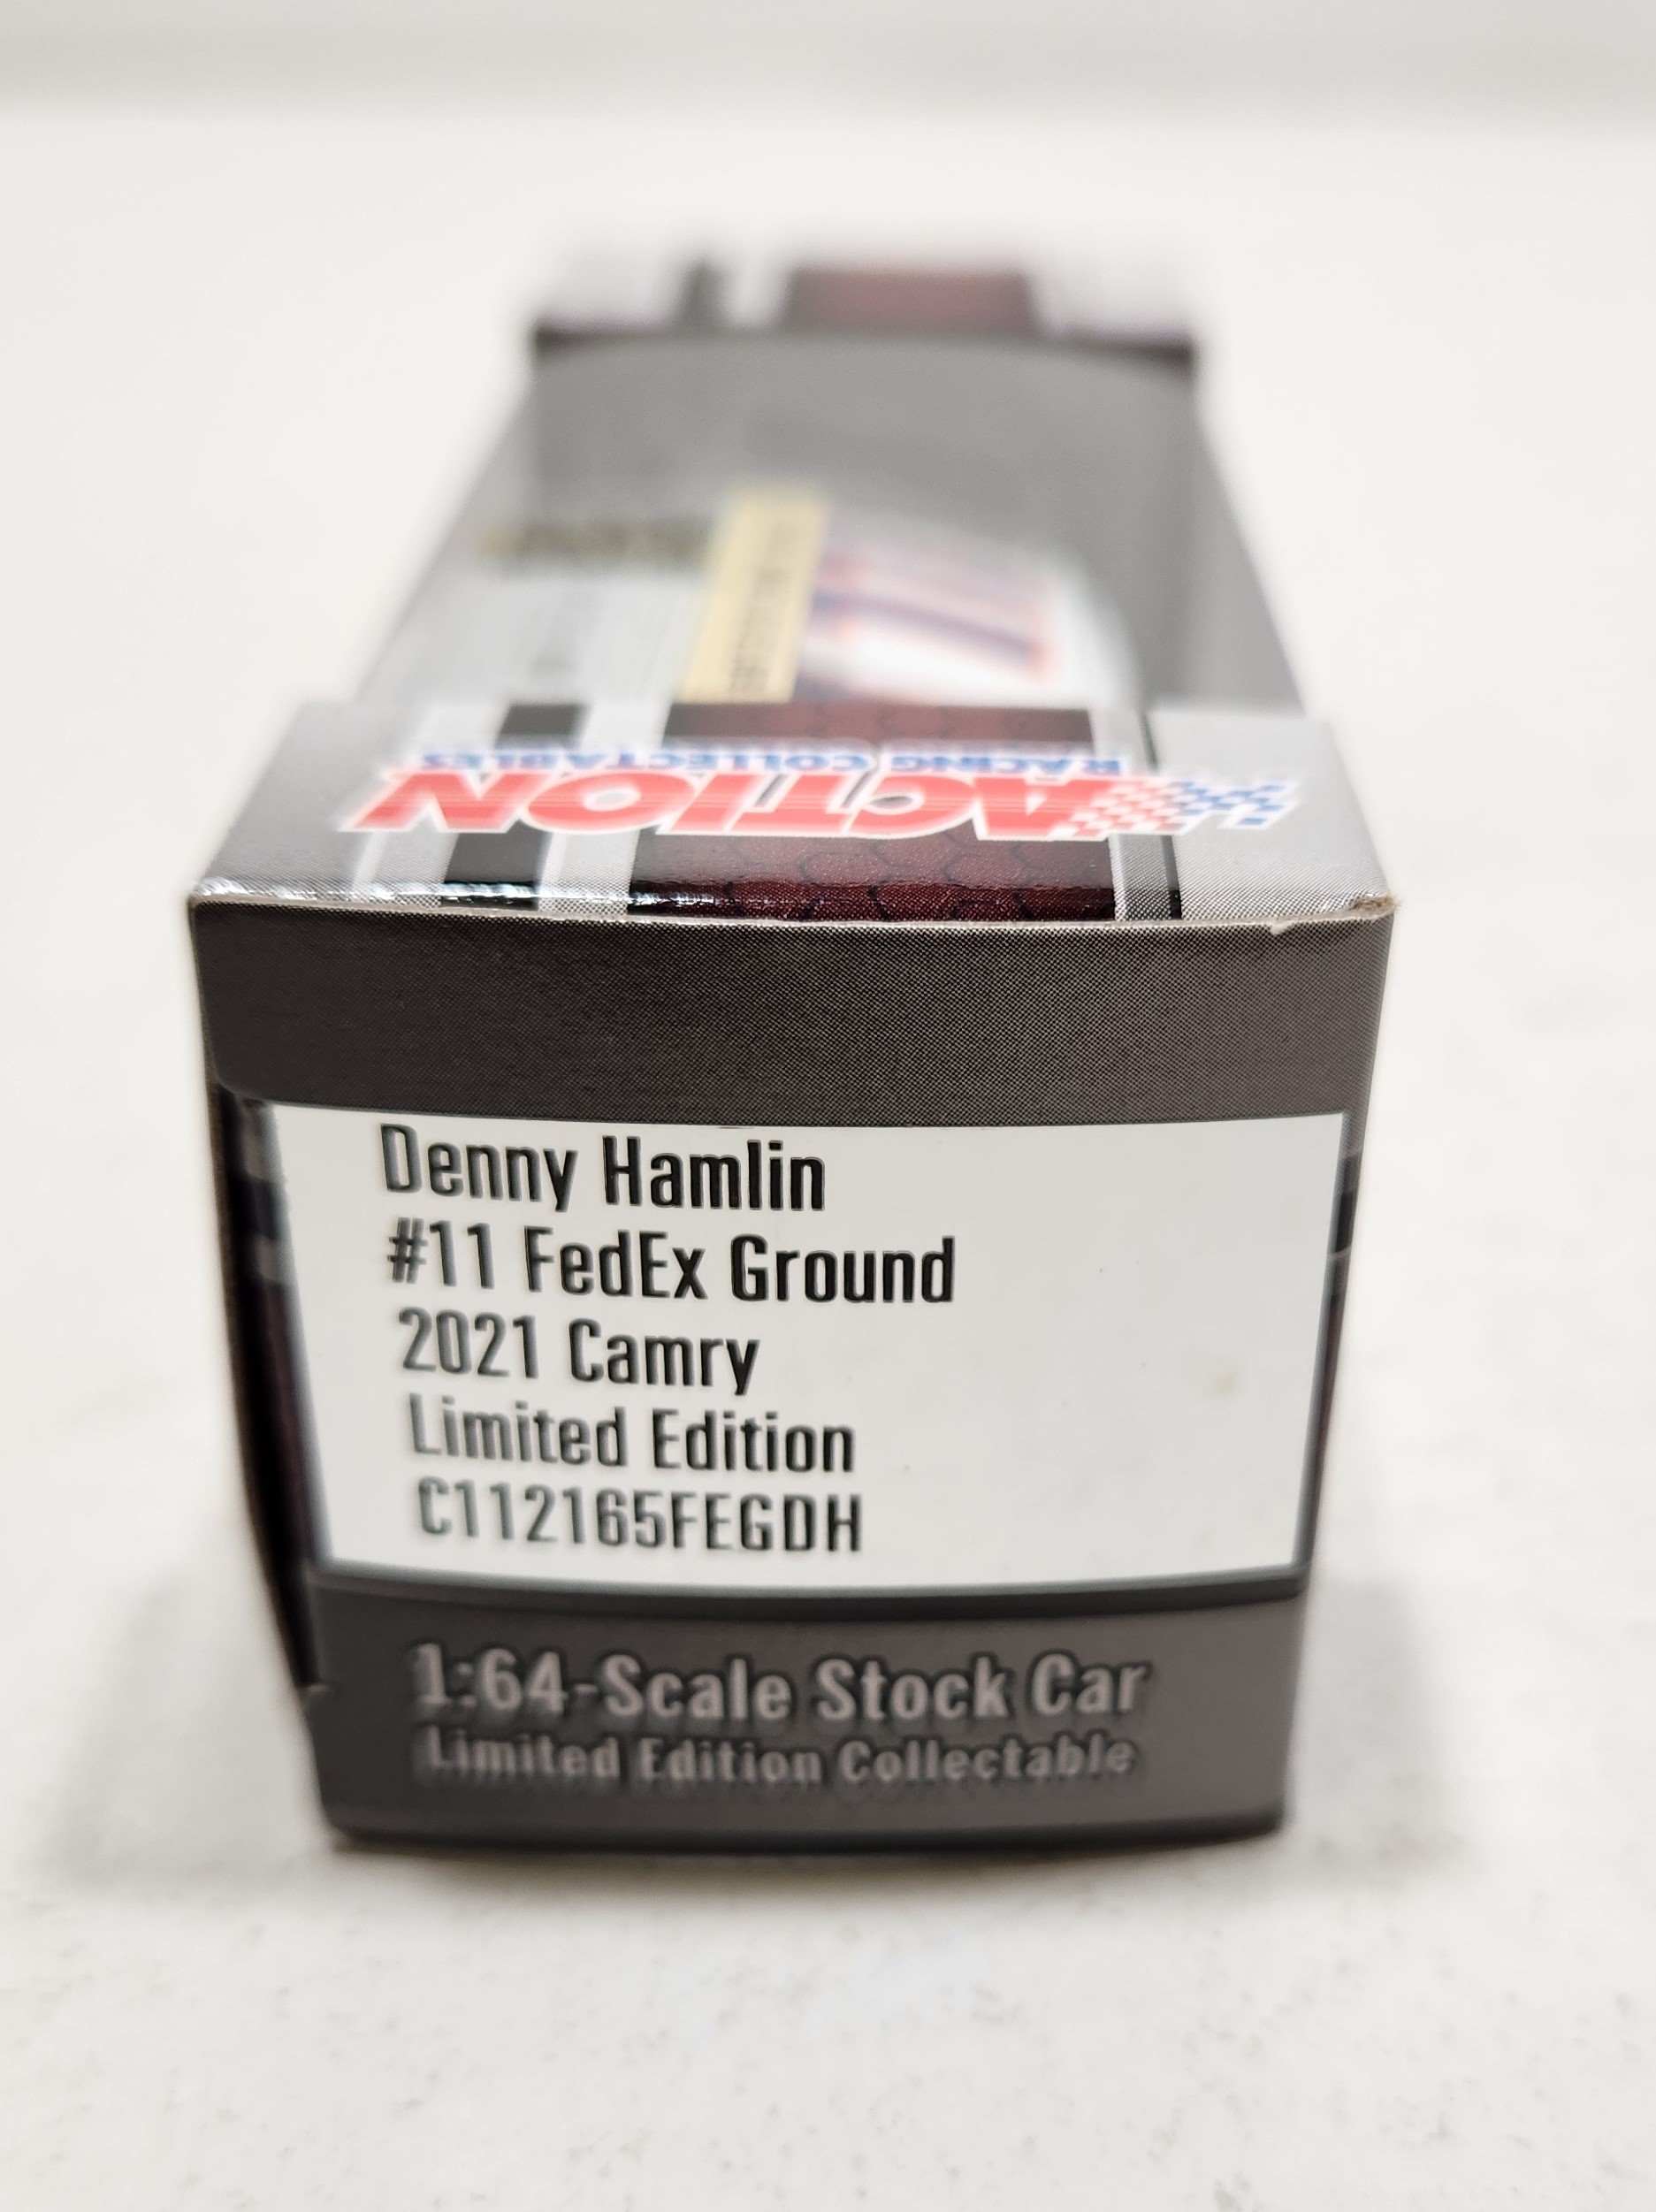 ACTION
RACING COLLECTABLES
Denny Hamlin
#11 FedEx Ground
2021 Camry
Limited Edition
C112165FEGDH
1:64-Scale Stock Car
Limited Edition Collectable